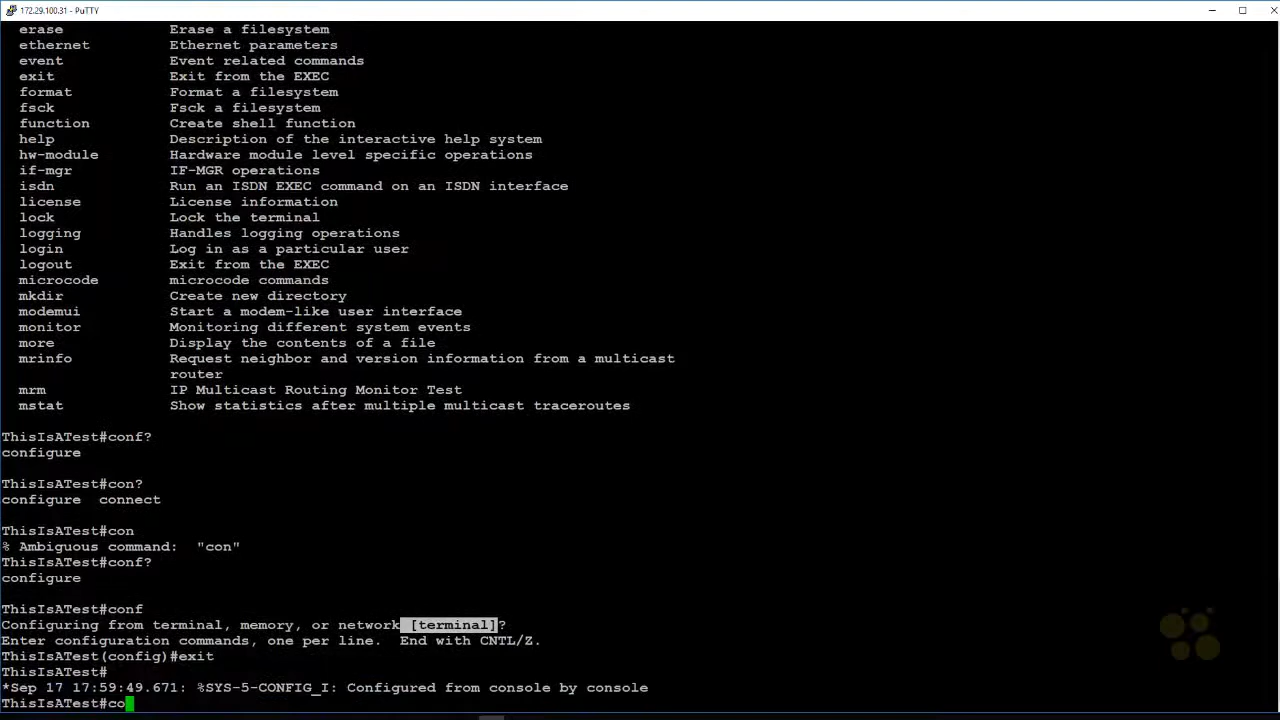 172.29.100.31 - PuTTY
erase Erase a filesystem
ethernet Ethernet parameters
event Event related commands
exit Exit from the EXEC
format Format a filesystem
fsck Fsck a filesystem
function Create shell function
help Description of the interactive help system
hw-module Hardware module level specific operations
if-mgr IF-MGR operations
isdn Run an ISDN EXEC command on an ISDN interface
license License information
lock Lock the terminal
logging Handles logging operations
login Log in as a particular user
logout Exit from the EXEC
microcode microcode commands
mkdir Create new directory
modemui Start a modem-like user interface
monitor Monitoring different system events
more Display the contents of a file
mrinfo Request neighbor and version information from a multicast
router
mrm IP Multicast Routing Monitor Test
mstat Show statistics after multiple multicast traceroutes
ThisIsATest#conf?
configure
ThisIsATest#con?
configure connect
ThisIsATest#con
% Ambiguous command: "con"
ThisIsATest#conf?
configure
ThisIsATest#conf
Configuring from terminal, memory, or network [terminal]?
Enter configuration commands, one per line. End with CNTL/Z.
ThisIsATest(config)#exit
ThisIsATest#
*Sep 17 17:59:49.671: %SYS-5-CONFIG_I: Configured from console by console
ThisIsATest#co